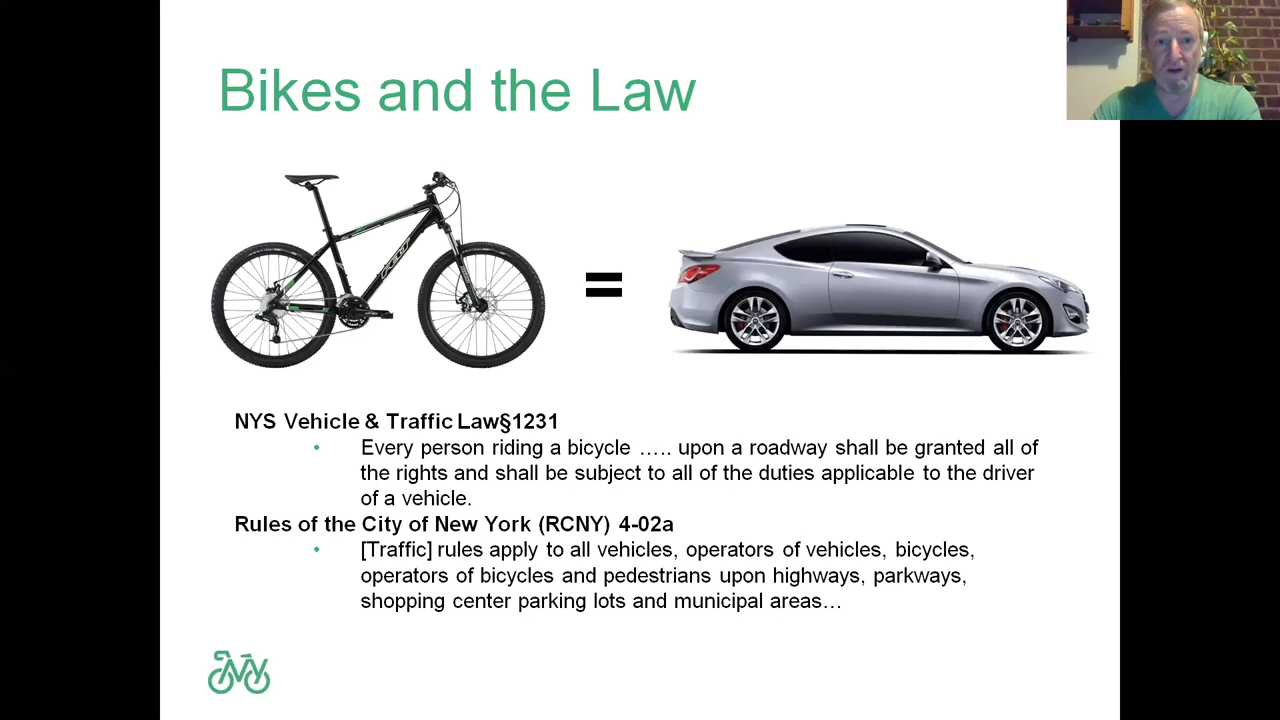 Bikes and the Law
FELT
=
NYS Vehicle & Traffic Law§1231
• Every person riding a bicycle ….. upon a roadway shall be granted all of
the rights and shall be subject to all of the duties applicable to the driver
of a vehicle.
Rules of the City of New York (RCNY) 4-02a
• [Traffic] rules apply to all vehicles, operators of vehicles, bicycles,
operators of bicycles and pedestrians upon highways, parkways,
shopping center parking lots and municipal areas…
NY